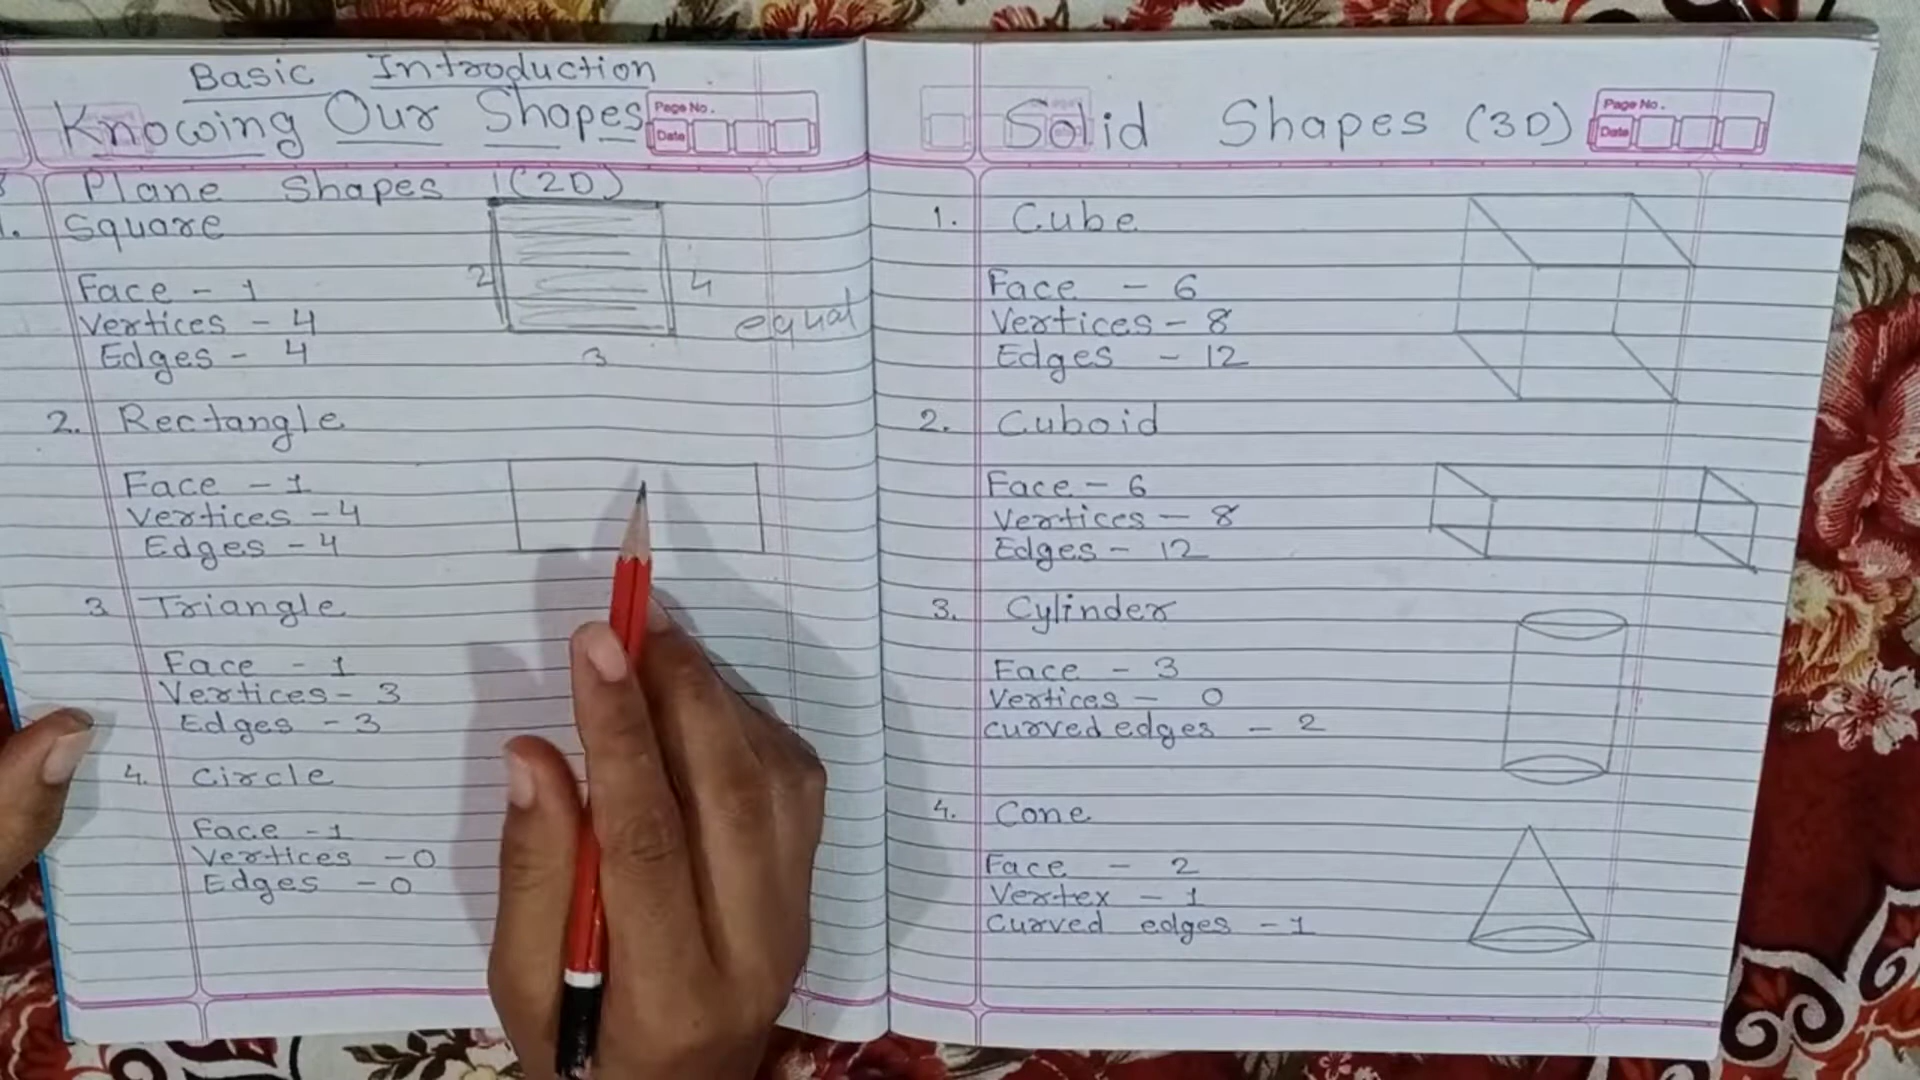 Basic Introduction
Knowing Our Shapes
Page No.
Date
Plane Shapes (2D)
1. Square
1
2
4
3
equal
Face - 1
Vertices - 4
Edges - 4
2. Rectangle
Face - 1
Vertices - 4
Edges - 4
3 Triangle
Face - 1
Vertices - 3
Edges - 3
4. Circle
Face - 1
Vertices - 0
Edges - 0
Solid Shapes (3D)
Page No.
Date
1. Cube
Face - 6
Vertices - 8
Edges - 12
2. Cuboid
Face - 6
Vertices - 8
Edges - 12
3. Cylinder
Face - 3
Vertices - 0
curved edges - 2
4. Cone
Face - 2
Vertex - 1
Curved edges - 1